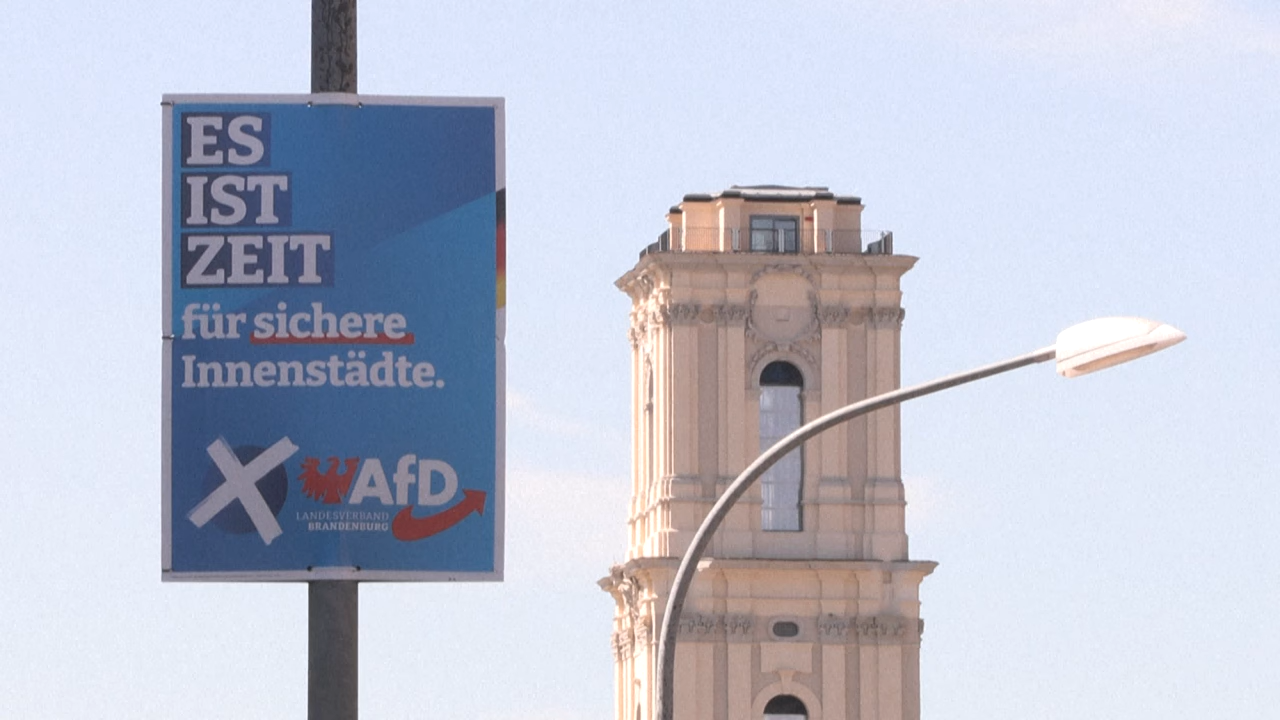 ES
IST
ZEIT
für sichere
Innenstädte.
AfD
LANDESVERBAND
BRANDENBURG